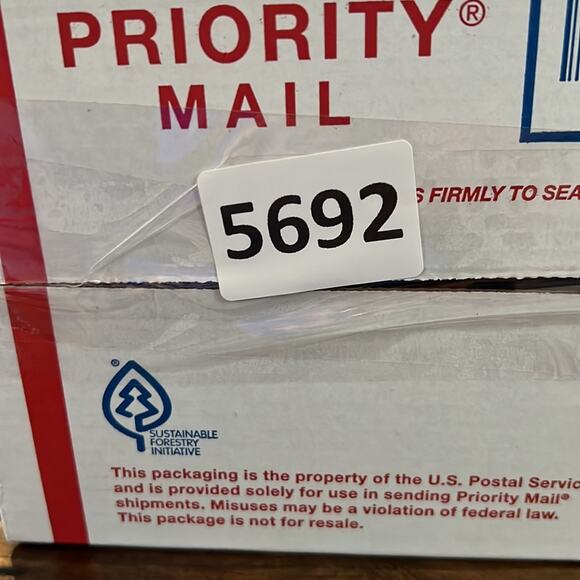 PRIORITY®
MAIL
FIRMLY TO SEA
5692
®
SUSTAINABLE
FORESTRY
INITIATIVE
This packaging is the property of the U.S. Postal Servic
and is provided solely for use in sending Priority Mail®
shipments. Misuses may be a violation of federal law.
This package is not for resale.